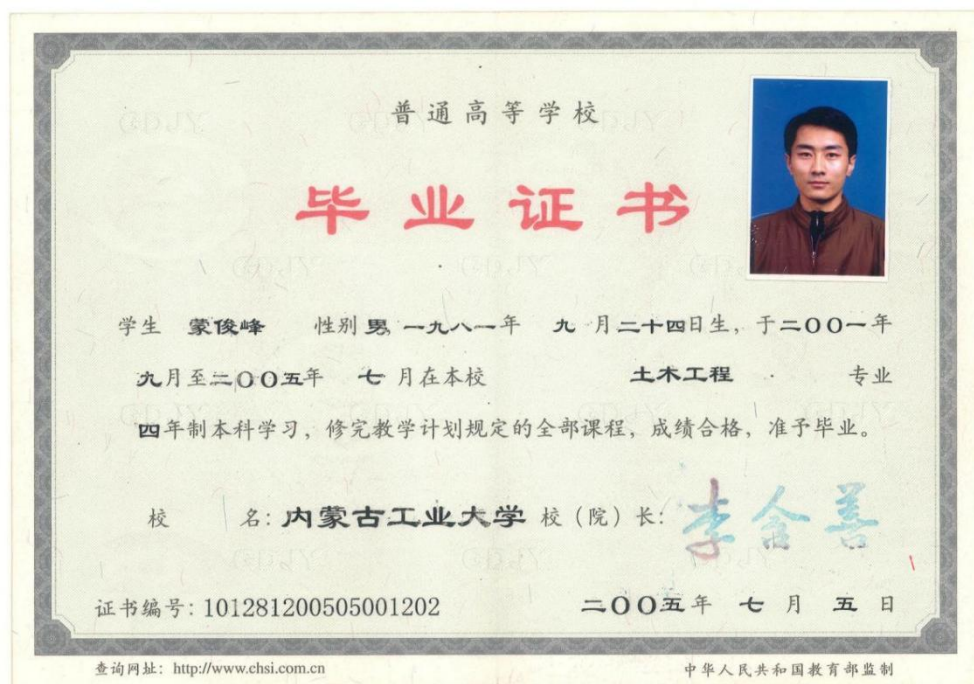 普通高等学校
毕业证书
学生 蒙俊峰 性别 男, 一九八一年 九 月二十四日生, 于二〇〇一年
九月至二〇〇五年 七 月在本校 土木工程 专业
四年制本科学习, 修完教学计划规定的全部课程, 成绩合格, 准予毕业。
校 名: 内蒙古工业大学 校 (院) 长: 李金善
证书编号: 101281200505001202 二〇〇五年 七 月 五 日
查询网址: http://www.chsi.com.cn 中华人民共和国教育部监制